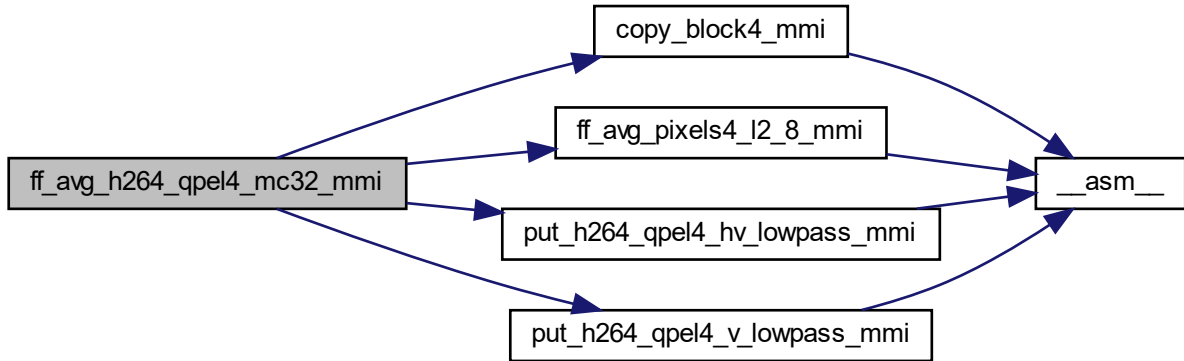 copy_block4_mmi
ff_avg_pixels4_l2_8_mmi
ff_avg_h264_qpel4_mc32_mmi
__asm__
put_h264_qpel4_hv_lowpass_mmi
put_h264_qpel4_v_lowpass_mmi